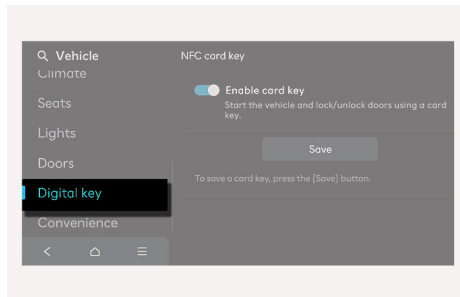 Vehicle
Climate
Seats
Lights
Doors
Digital key
Convenience
NFC card key
Enable card key
Start the vehicle and lock/unlock doors using a card
key.
Save
To save a card key, press the [Save] button.